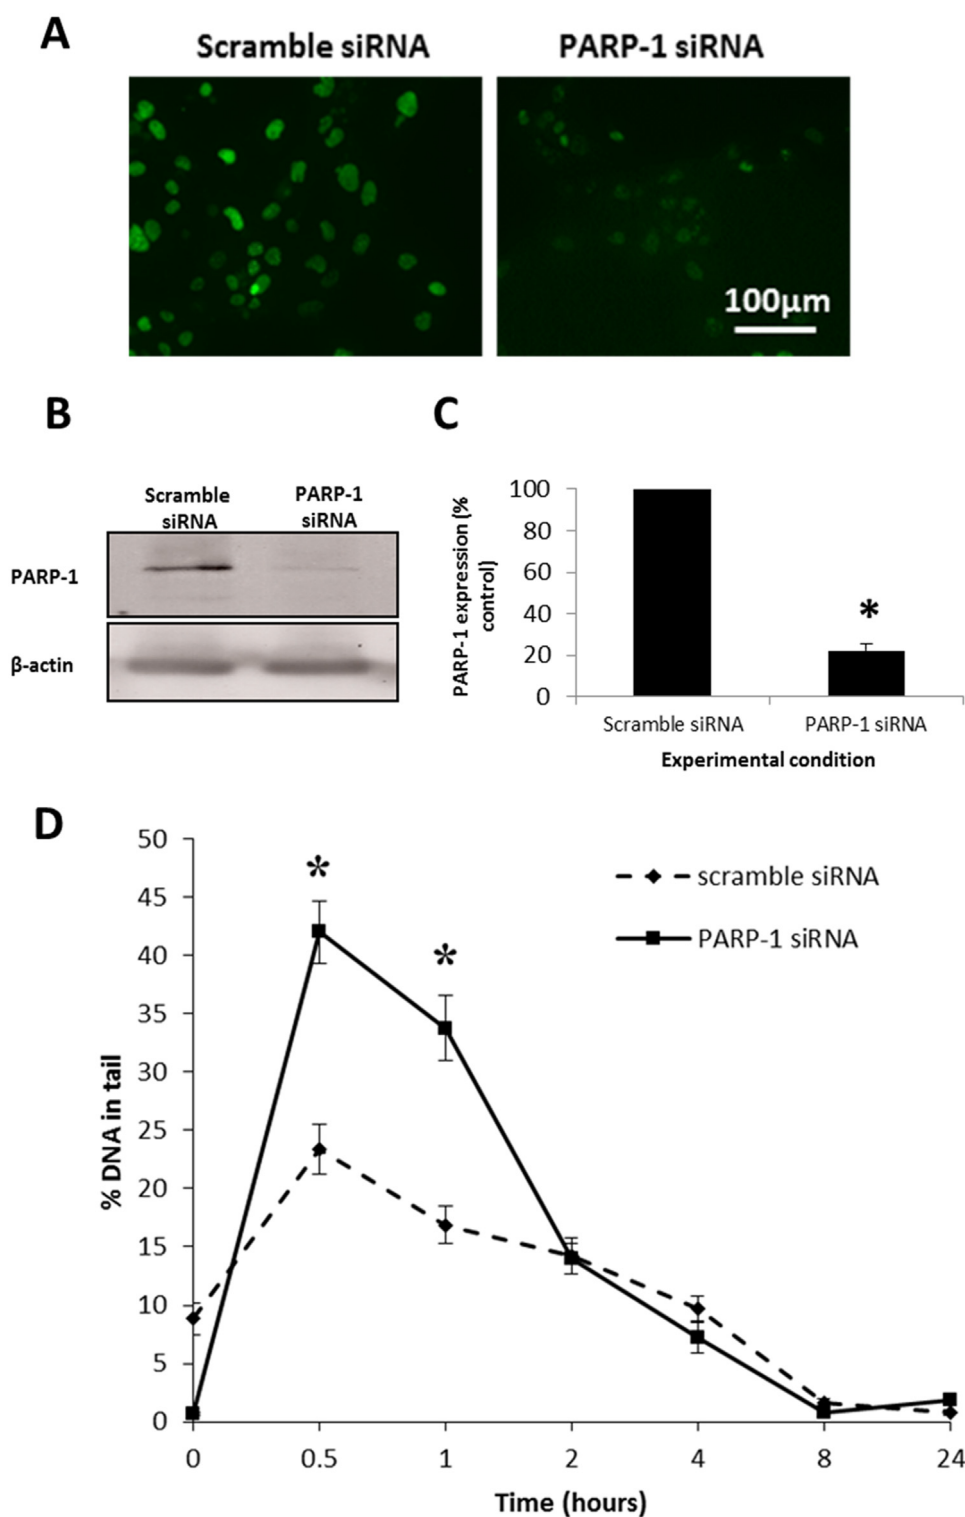 A
Scramble siRNA
PARP-1 siRNA
100µm
B
C
Scramble
siRNA
PARP-1
siRNA
PARP-1
β-actin
PARP-1 expression (%
control)
100
80
60
40
20
0
*
Scramble siRNA
PARP-1 siRNA
Experimental condition
D
% DNA in tail
50
45
40
35
30
25
20
15
10
5
0
*
*
scramble siRNA
PARP-1 siRNA
0 0.5 1 2 4 8 24
Time (hours)